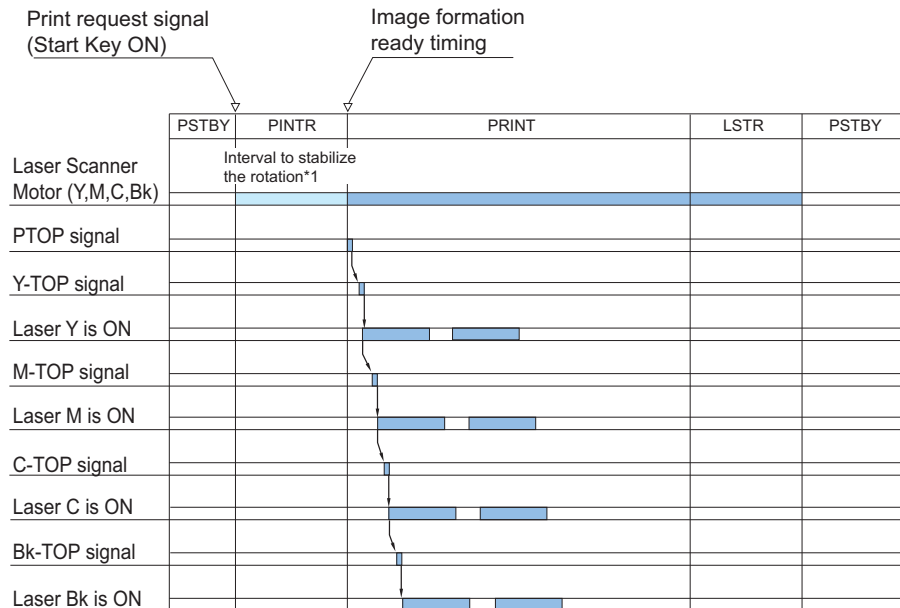 Print request signal
(Start Key ON)
Image formation
ready timing
PSTBY PINTR PRINT LSTR PSTBY
Laser Scanner
Motor (Y,M,C,Bk)
Interval to stabilize
the rotation*1
PTOP signal
Y-TOP signal
Laser Y is ON
M-TOP signal
Laser M is ON
C-TOP signal
Laser C is ON
Bk-TOP signal
Laser Bk is ON